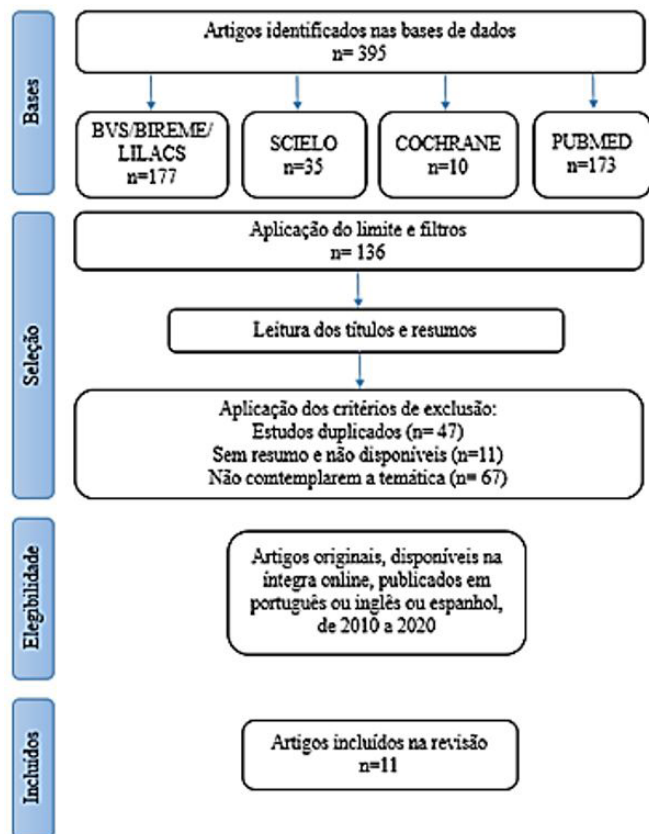 Bases
Artigos identificados nas bases de dados
n= 395
BVS/BIREME/
LILACS
n=177
SCIELO
n=35
COCHRANE
n=10
PUBMED
n=173
Seleção
Aplicação do limite e filtros
n= 136
Leitura dos títulos e resumos
Aplicação dos critérios de exclusão:
Estudos duplicados (n= 47)
Sem resumo e não disponíveis (n=11)
Não comtemplarem a temática (n= 67)
Elegibilidade
Artigos originais, disponíveis na
íntegra online, publicados em
português ou inglês ou espanhol,
de 2010 a 2020
Incluídos
Artigos incluídos na revisão
n=11